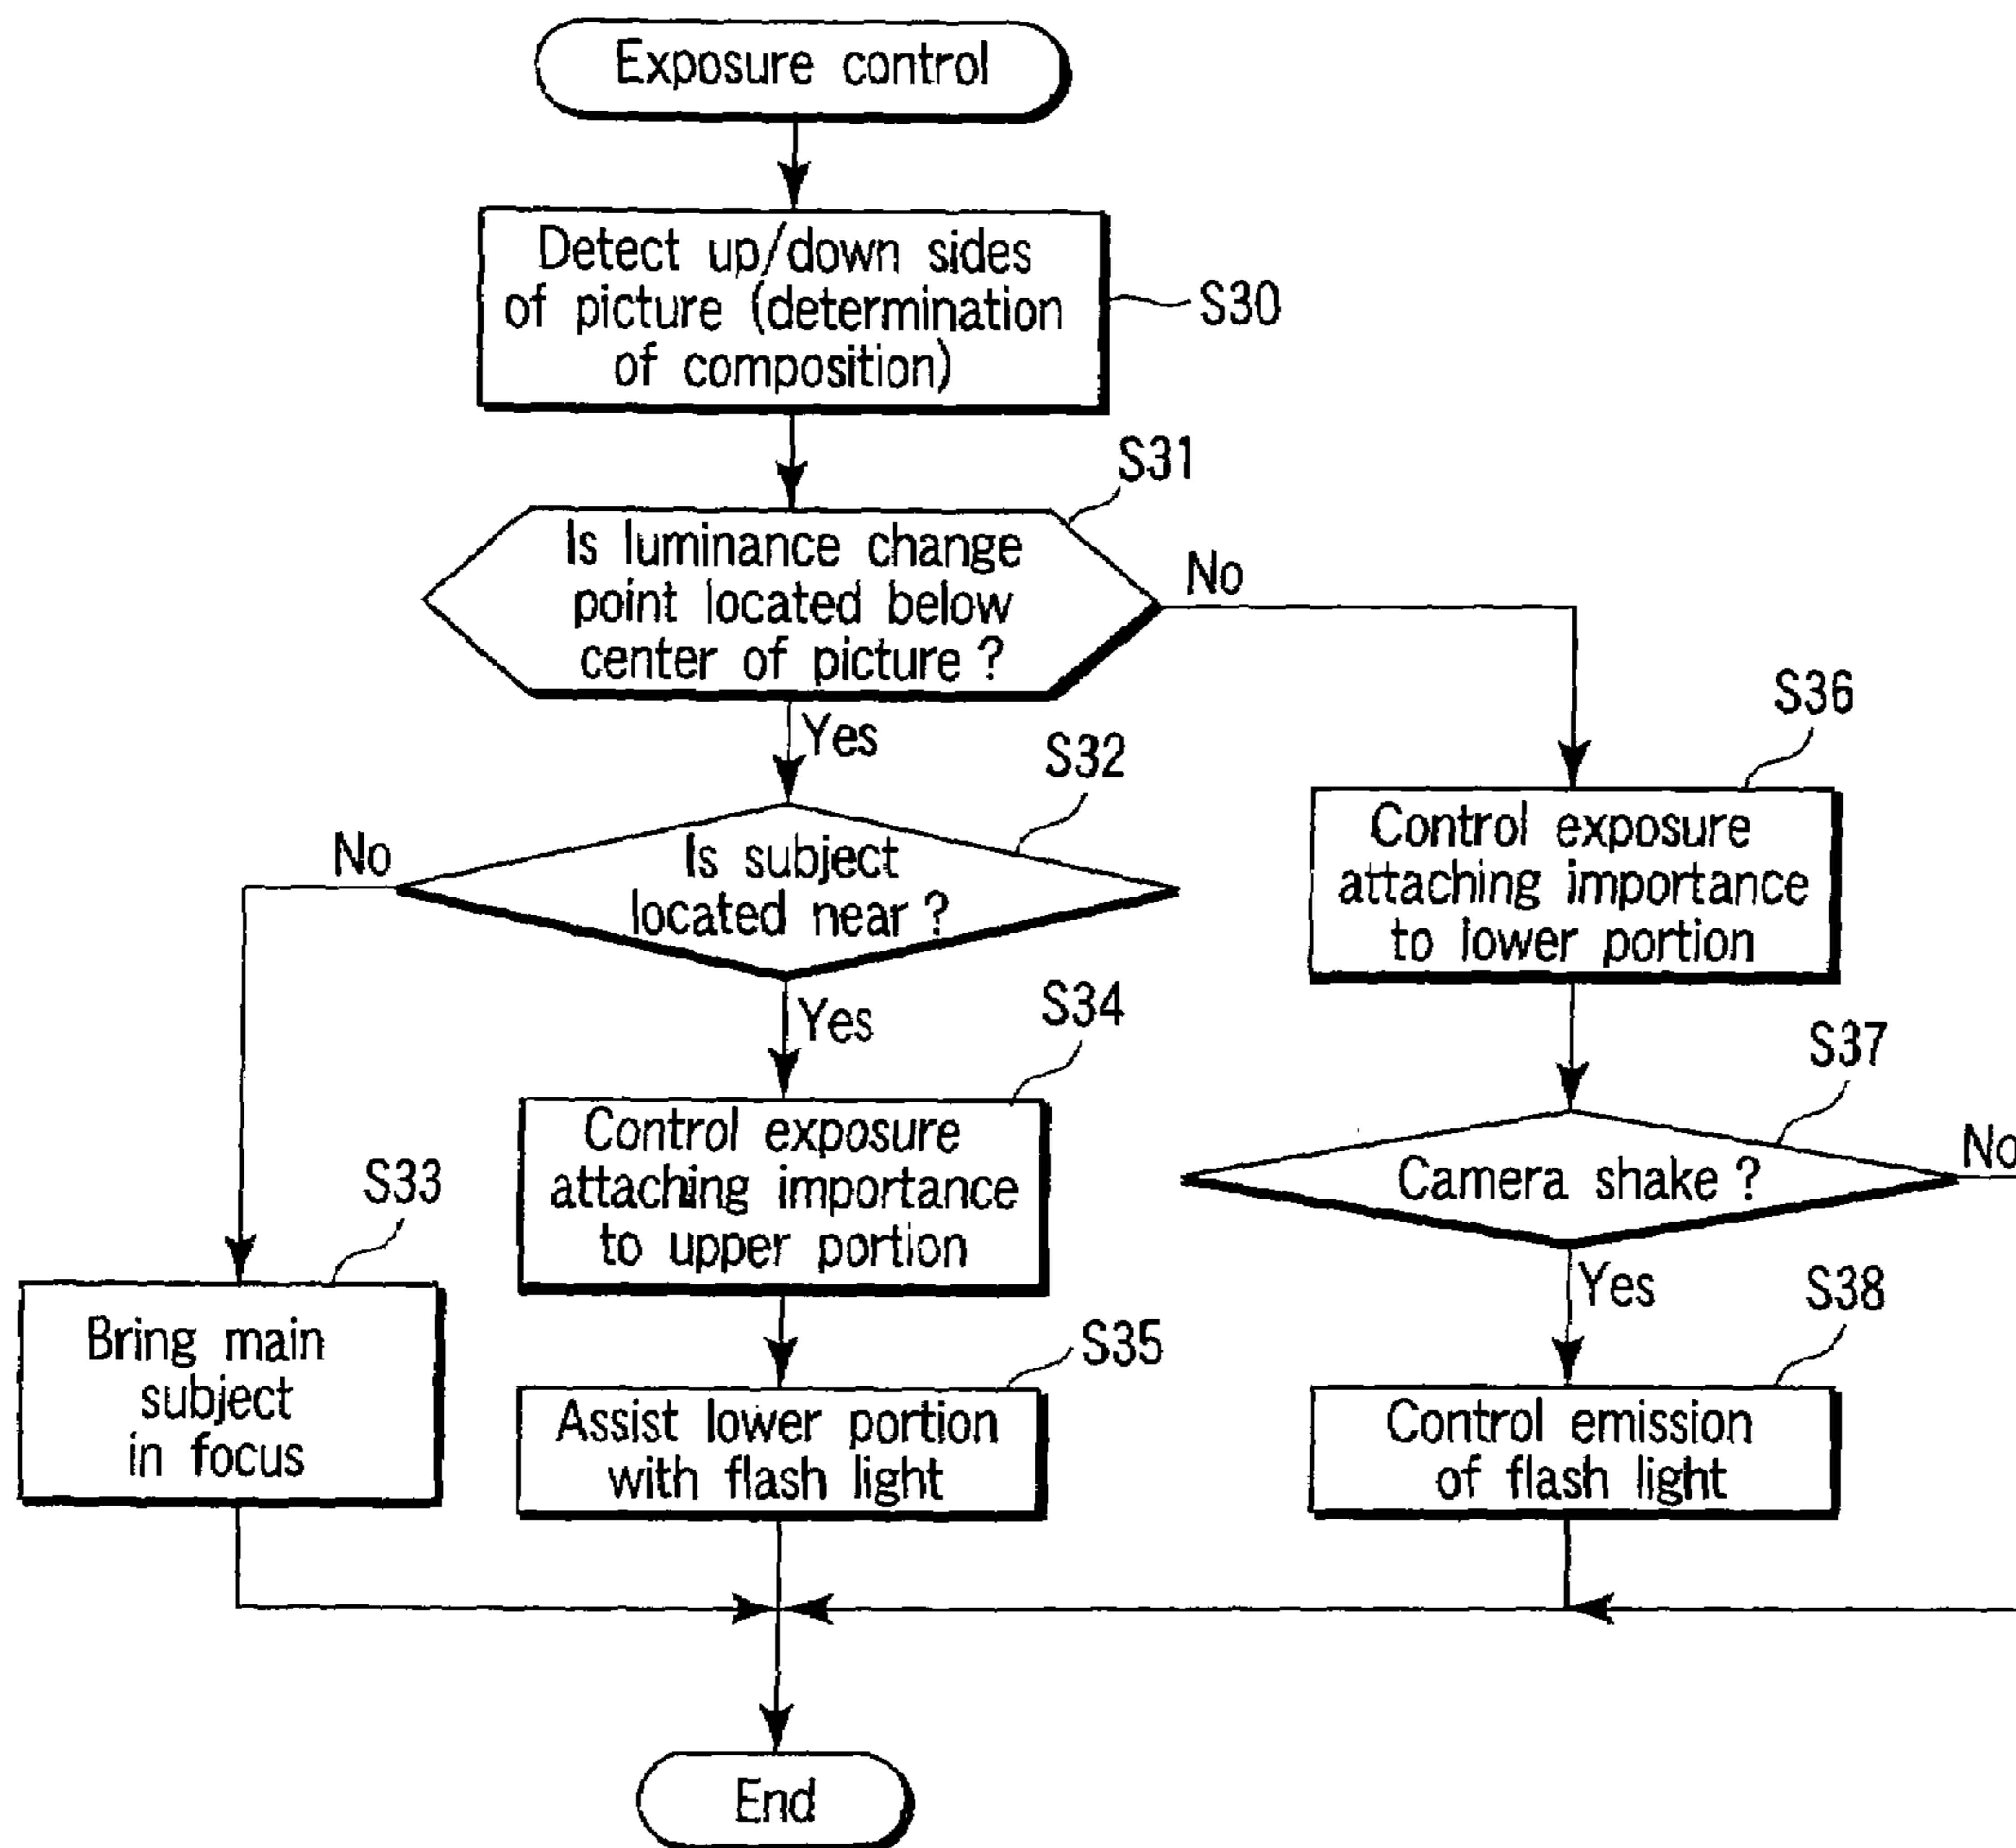 Exposure control
Detect up/down sides
of picture (determination
of composition)
S30
S31
Is luminance change
point located below
center of picture ?
No
Yes
S32
Is subject
located near ?
No
Yes
S36
Control exposure
attaching importance
to lower portion
S34
Control exposure
attaching importance
to upper portion
S37
Camera shake ?
No
Yes
S33
Bring main
subject
in focus
S35
Assist lower portion
with flash light
S38
Control emission
of flash light
End